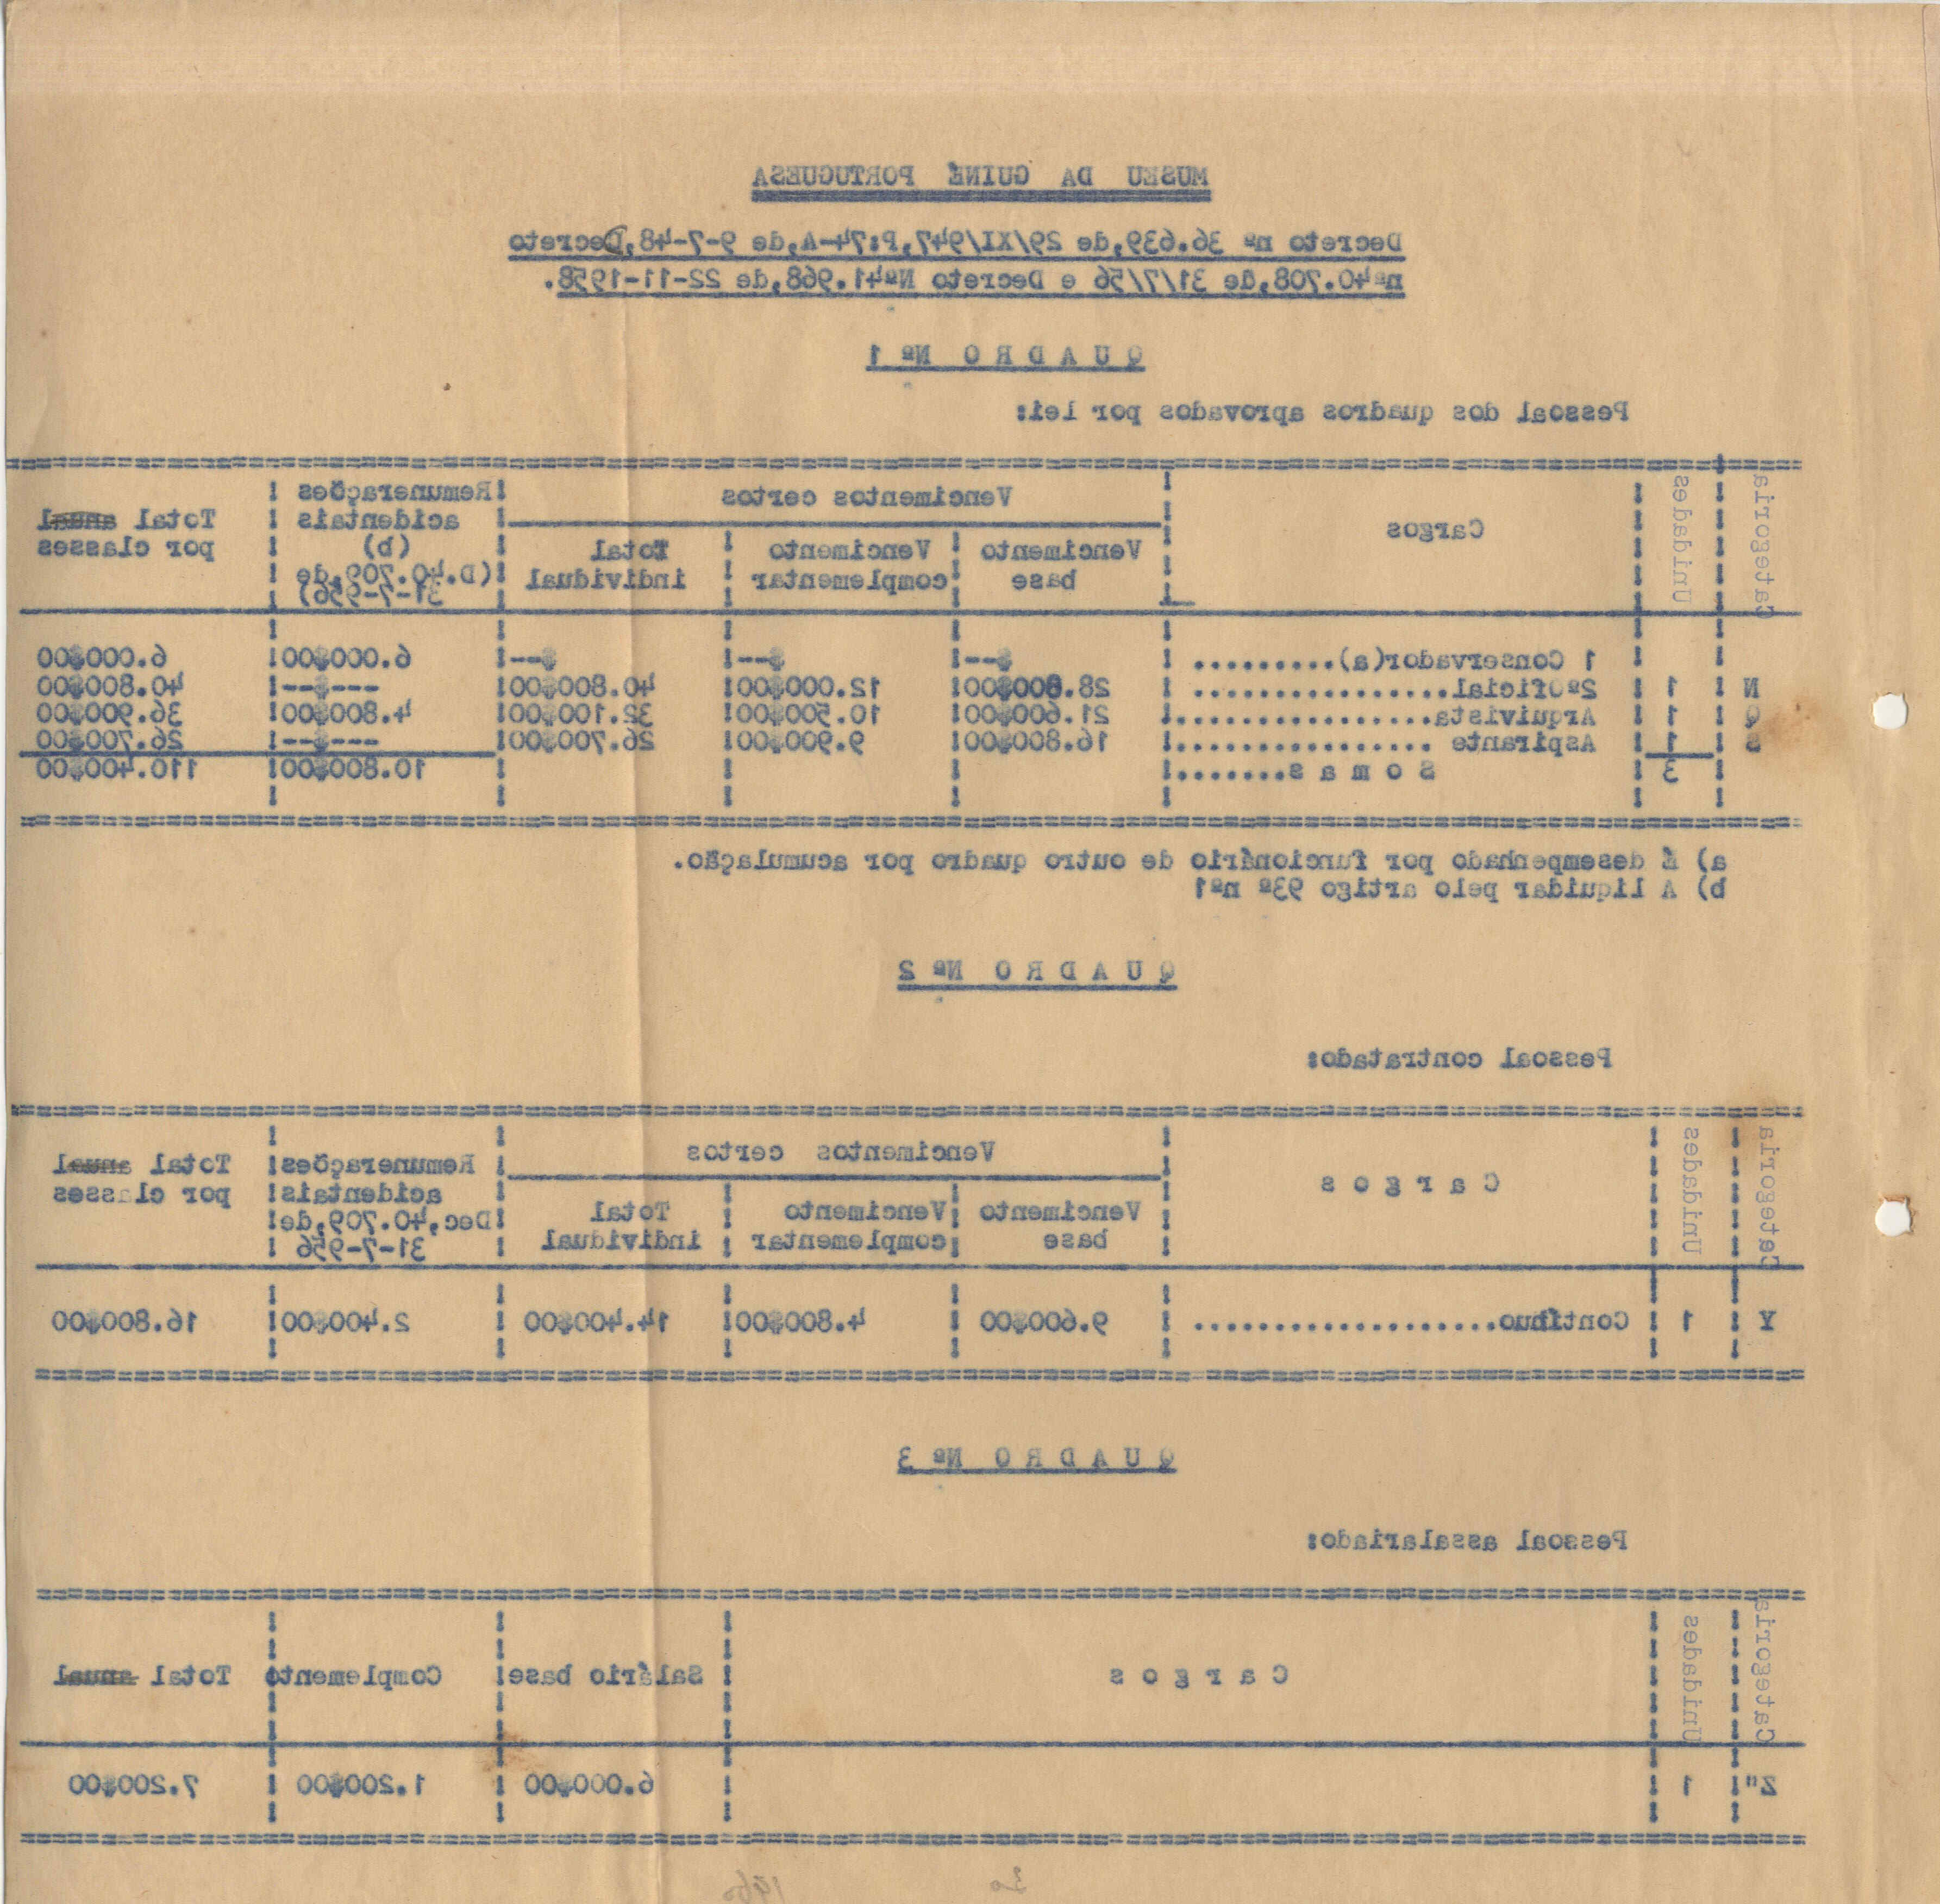 MUSEU DA GUINÉ PORTUGUESA
Decreto nº 36.639,de 29/XI/947,P:74-A,de 9-7-48,Decreto
nº40.708,de 31/7/56 e Decreto Nº41.968,de 22-11-1958.
QUADRO Nº 1
Pessoal dos quadros aprovados por lei:
Categoria Unidades Cargos Vencimentos certos Remunerações acidentais (b) (D.40.709,de 31-7-956) Total anual por classes
Vencimento base Vencimento complementar Total individual
1 Conservador(a)......... $-- $-- $-- 6.000$00 6.000$00
N 1 2ºOficial................ 28.800$00 12.000$00 40.800$00 ---$-- 40.800$00
Q 1 Arquivista................ 21.600$00 10.500$00 32.100$00 4.800$00 36.900$00
S 1 Aspirante ................ 16.800$00 9.900$00 26.700$00 ---$-- 26.700$00
3 S o m a s....... 10.800$00 110.400$00
a) É desempenhado por funcionário de outro quadro por acumulação.
b) A liquidar pelo artigo 93º nº1
QUADRO Nº 2
Pessoal contratado:
Categoria Unidades C a r g o s Vencimentos certos Remunerações acidentais Dec,40.709,de 31-7-956 Total anual por classes
Vencimento base Vencimento complementar Total individual
Y 1 Contínuo.................... 9.600$00 4.800$00 14.400$00 2.400$00 16.800$00
QUADRO Nº 3
Pessoal assalariado:
Categoria Unidades C a r g o s Salário base Complemento Total anual
Z" 1 6.000$00 1.200$00 7.200$00